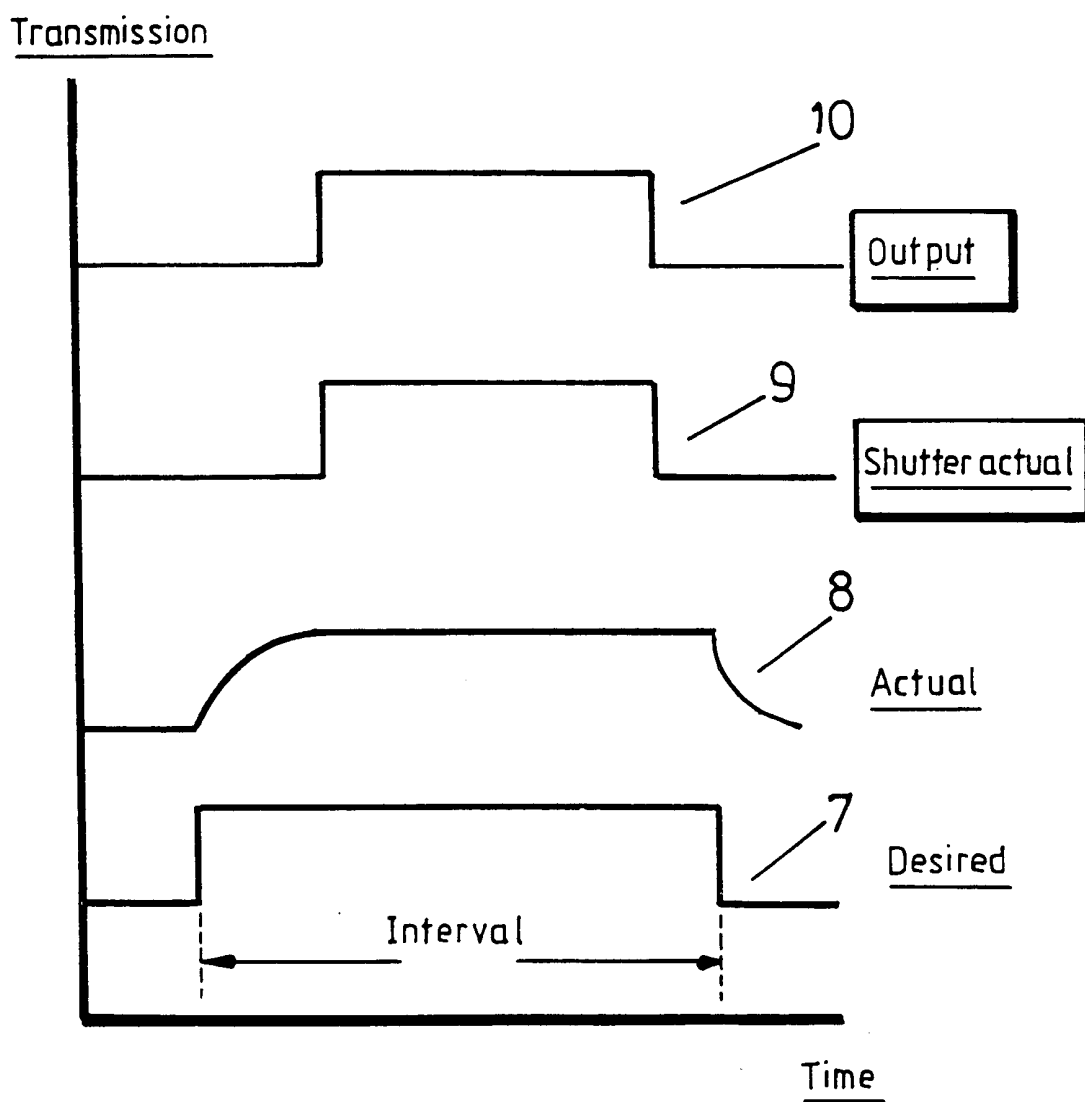 Transmission
10
Output
9
Shutter actual
8
Actual
7
Desired
Interval
Time